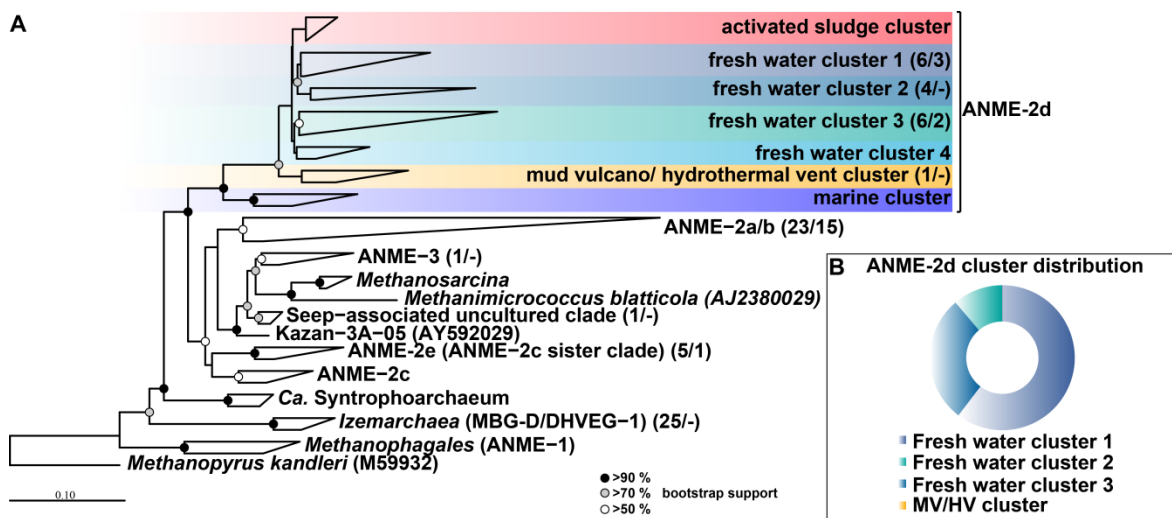 A
activated sludge cluster
fresh water cluster 1 (6/3)
fresh water cluster 2 (4/-)
fresh water cluster 3 (6/2)
fresh water cluster 4
mud vulcano/ hydrothermal vent cluster (1/-)
marine cluster
ANME-2d
ANME−2a/b (23/15)
ANME−3 (1/-)
Methanosarcina
Methanimicrococcus blatticola (AJ2380029)
Seep−associated uncultured clade (1/-)
Kazan−3A−05 (AY592029)
ANME-2e (ANME−2c sister clade) (5/1)
ANME−2c
Ca. Syntrophoarchaeum
Izemarchaea (MBG-D/DHVEG−1) (25/-)
Methanophagales (ANME−1)
Methanopyrus kandleri (M59932)
0.10
>90 %
>70 % bootstrap support
>50 %
B
ANME-2d cluster distribution
Fresh water cluster 1
Fresh water cluster 2
Fresh water cluster 3
MV/HV cluster